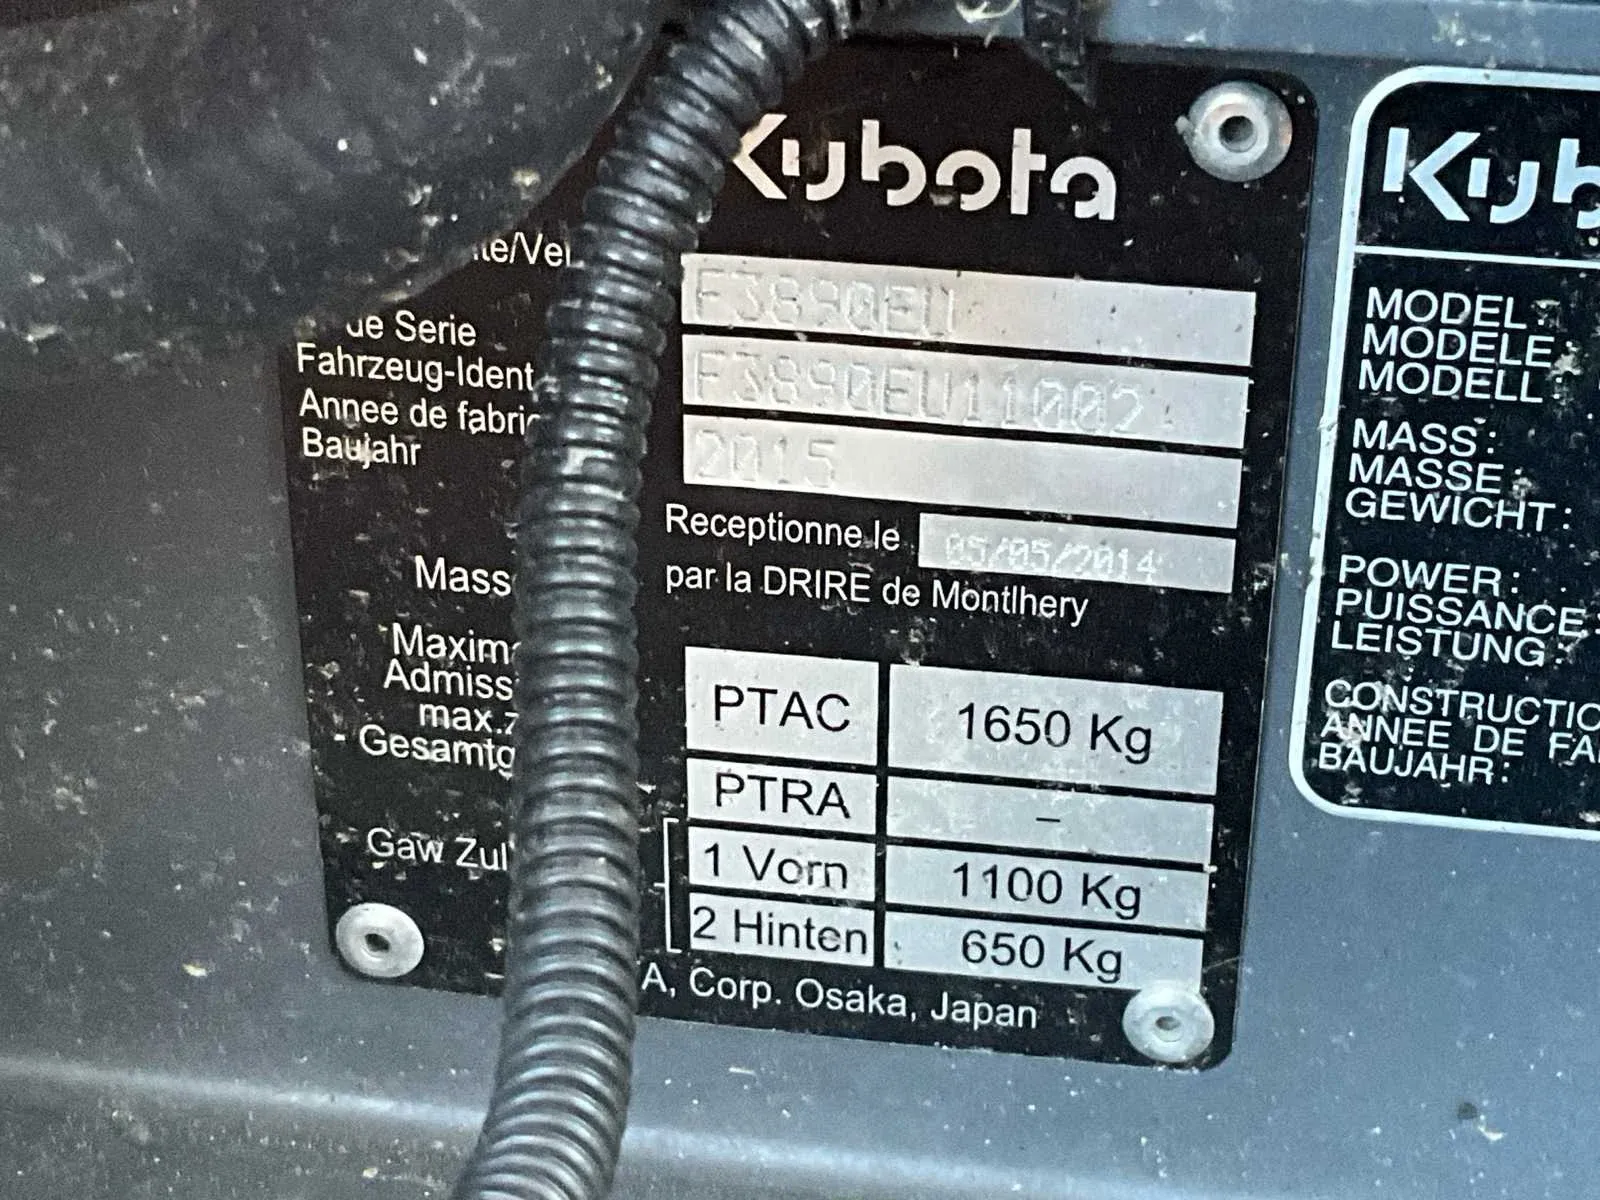 Kubota
te/Ve
de Serie
F3890EU
Fahrzeug-Ident
F3890EU11002
Annee de fabri
Baujahr
2015
Receptionne le 05/05/2014
par la DRIRE de Montlhery
Mass
Maxim
Admiss
max.z
Gesamtg
PTAC 1650 Kg
PTRA –
Gaw Zul
1 Vorn 1100 Kg
2 Hinten 650 Kg
A, Corp. Osaka, Japan
Kub
MODEL:
MODÈLE:
MODELL:
MASS:
MASSE:
GEWICHT:
POWER:
PUISSANCE:
LEISTUNG:
CONSTRUCTIO
ANNEE DE FA
BAUJAHR: